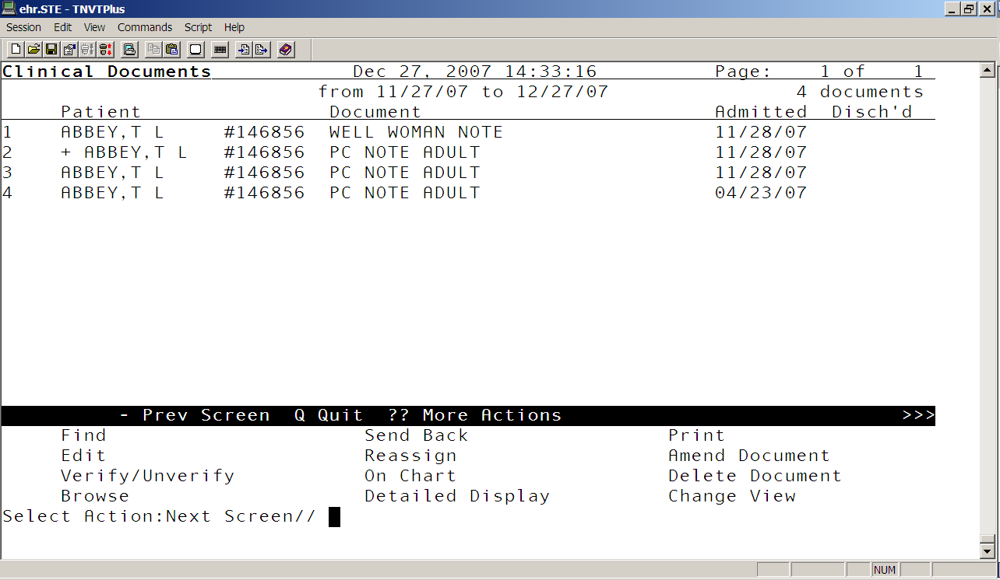 ehr.STE - TNVTPlus
Session Edit View Commands Script Help
Clinical Documents Dec 27, 2007 14:33:16 Page: 1 of 1
from 11/27/07 to 12/27/07 4 documents
Patient Document Admitted Disch'd
1 ABBEY,T L #146856 WELL WOMAN NOTE 11/28/07
2 + ABBEY,T L #146856 PC NOTE ADULT 11/28/07
3 ABBEY,T L #146856 PC NOTE ADULT 11/28/07
4 ABBEY,T L #146856 PC NOTE ADULT 04/23/07
- Prev Screen Q Quit ?? More Actions >>>
Find Send Back Print
Edit Reassign Amend Document
Verify/Unverify On Chart Delete Document
Browse Detailed Display Change View
Select Action:Next Screen//
NUM